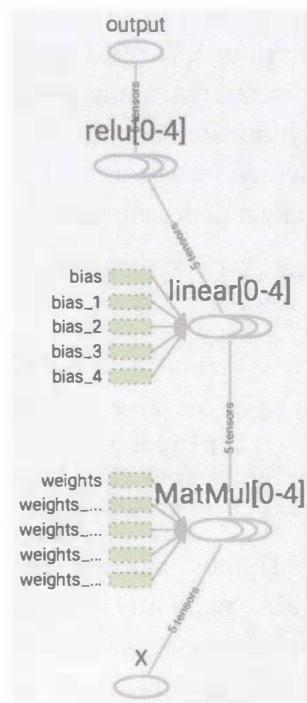 output
5 tensors
relu[0-4]
5 tensors
linear[0-4]
bias
bias_1
bias_2
bias_3
bias_4
5 tensors
MatMul[0-4]
weights
weights_...
weights_...
weights_...
weights_...
5 tensors
X